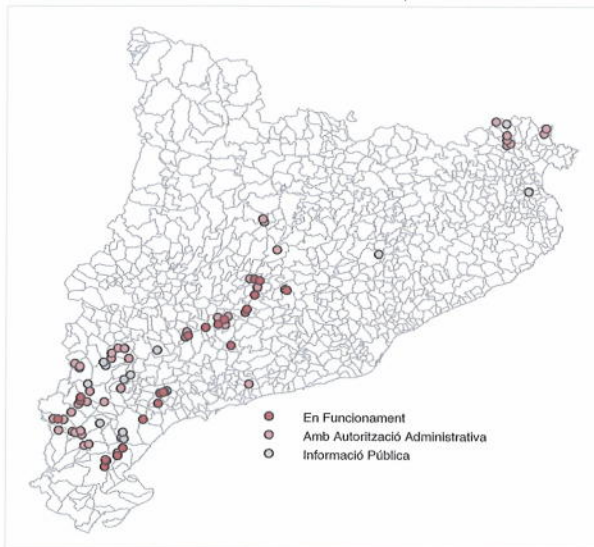 En Funcionament
Amb Autorització Administrativa
Informació Pública